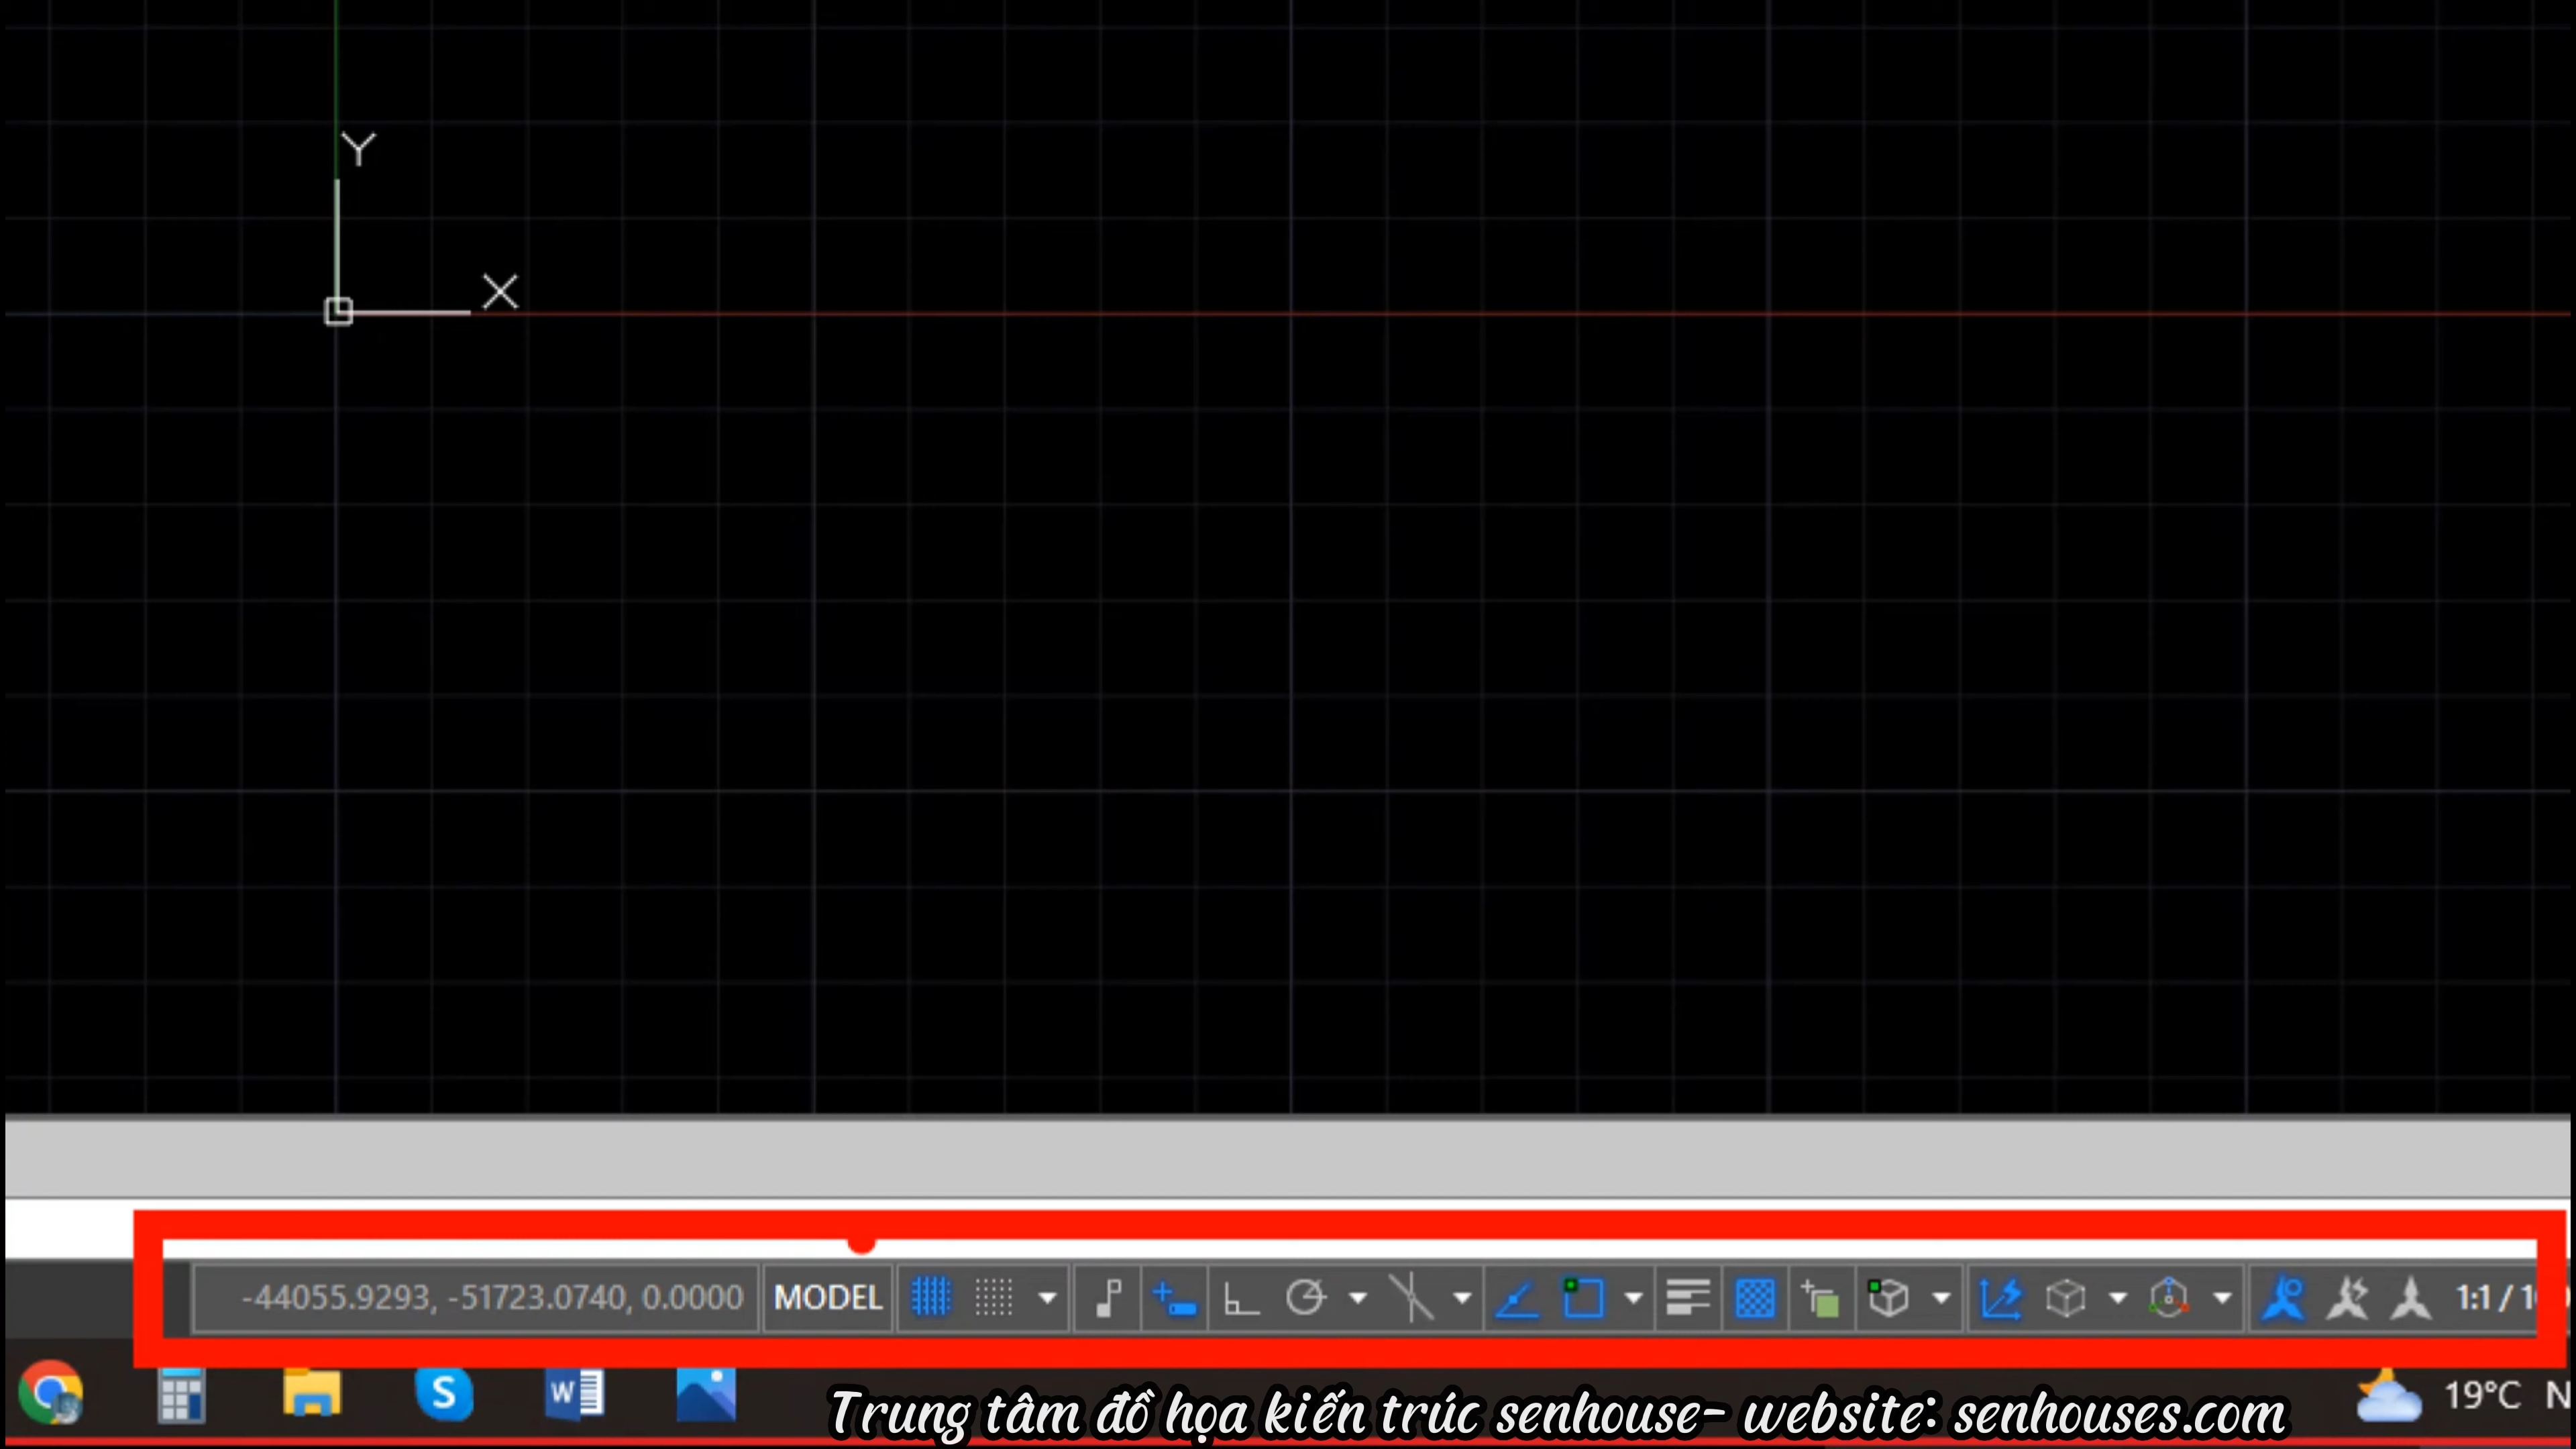 Y
X
-44055.9293, -51723.0740, 0.0000 MODEL 1:1 / 1
S
W
19°C N
Trung tâm đồ họa kiến trúc senhouse- website: senhouses.com